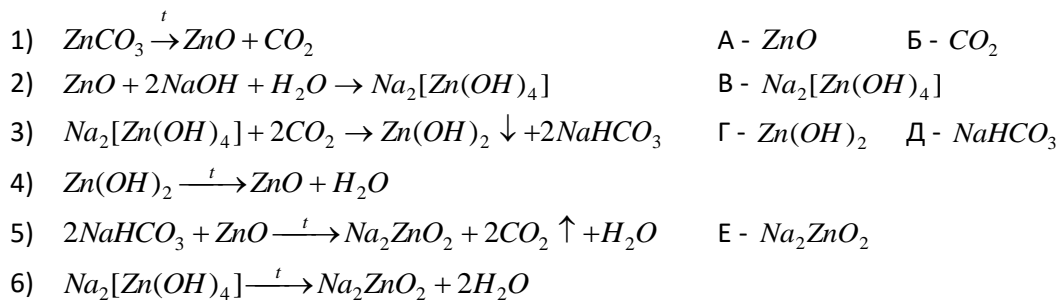 1) ZnCO₃ →ᵗ ZnO + CO₂ А - ZnO Б - CO₂
2) ZnO + 2NaOH + H₂O → Na₂[Zn(OH)₄] В - Na₂[Zn(OH)₄]
3) Na₂[Zn(OH)₄] + 2CO₂ → Zn(OH)₂ ↓ +2NaHCO₃ Г - Zn(OH)₂ Д - NaHCO₃
4) Zn(OH)₂ —ᵗ→ ZnO + H₂O
5) 2NaHCO₃ + ZnO —ᵗ→ Na₂ZnO₂ + 2CO₂ ↑ +H₂O Е - Na₂ZnO₂
6) Na₂[Zn(OH)₄] —ᵗ→ Na₂ZnO₂ + 2H₂O